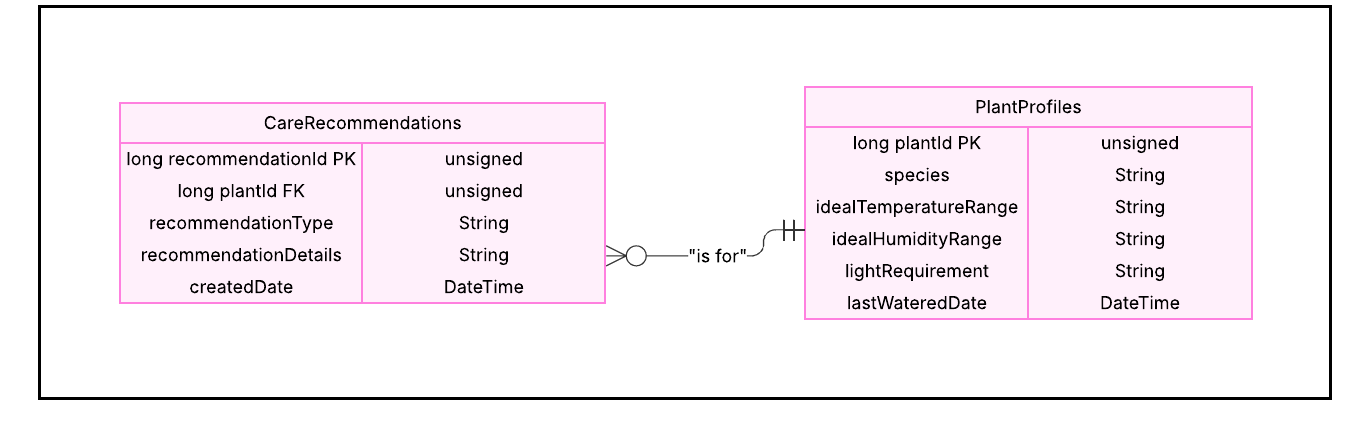 CareRecommendations
long recommendationId PK unsigned
long plantId FK unsigned
recommendationType String
recommendationDetails String
createdDate DateTime
"is for"
PlantProfiles
long plantId PK unsigned
species String
idealTemperatureRange String
idealHumidityRange String
lightRequirement String
lastWateredDate DateTime